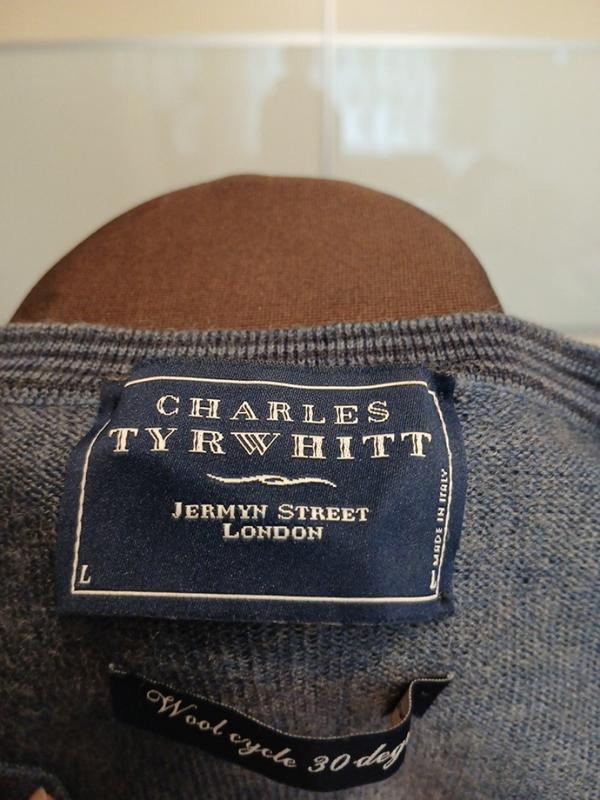 CHARLES
TYRWHITT
JERMYN STREET
LONDON
MADE IN ITALY
L
Wool cycle 30 deg